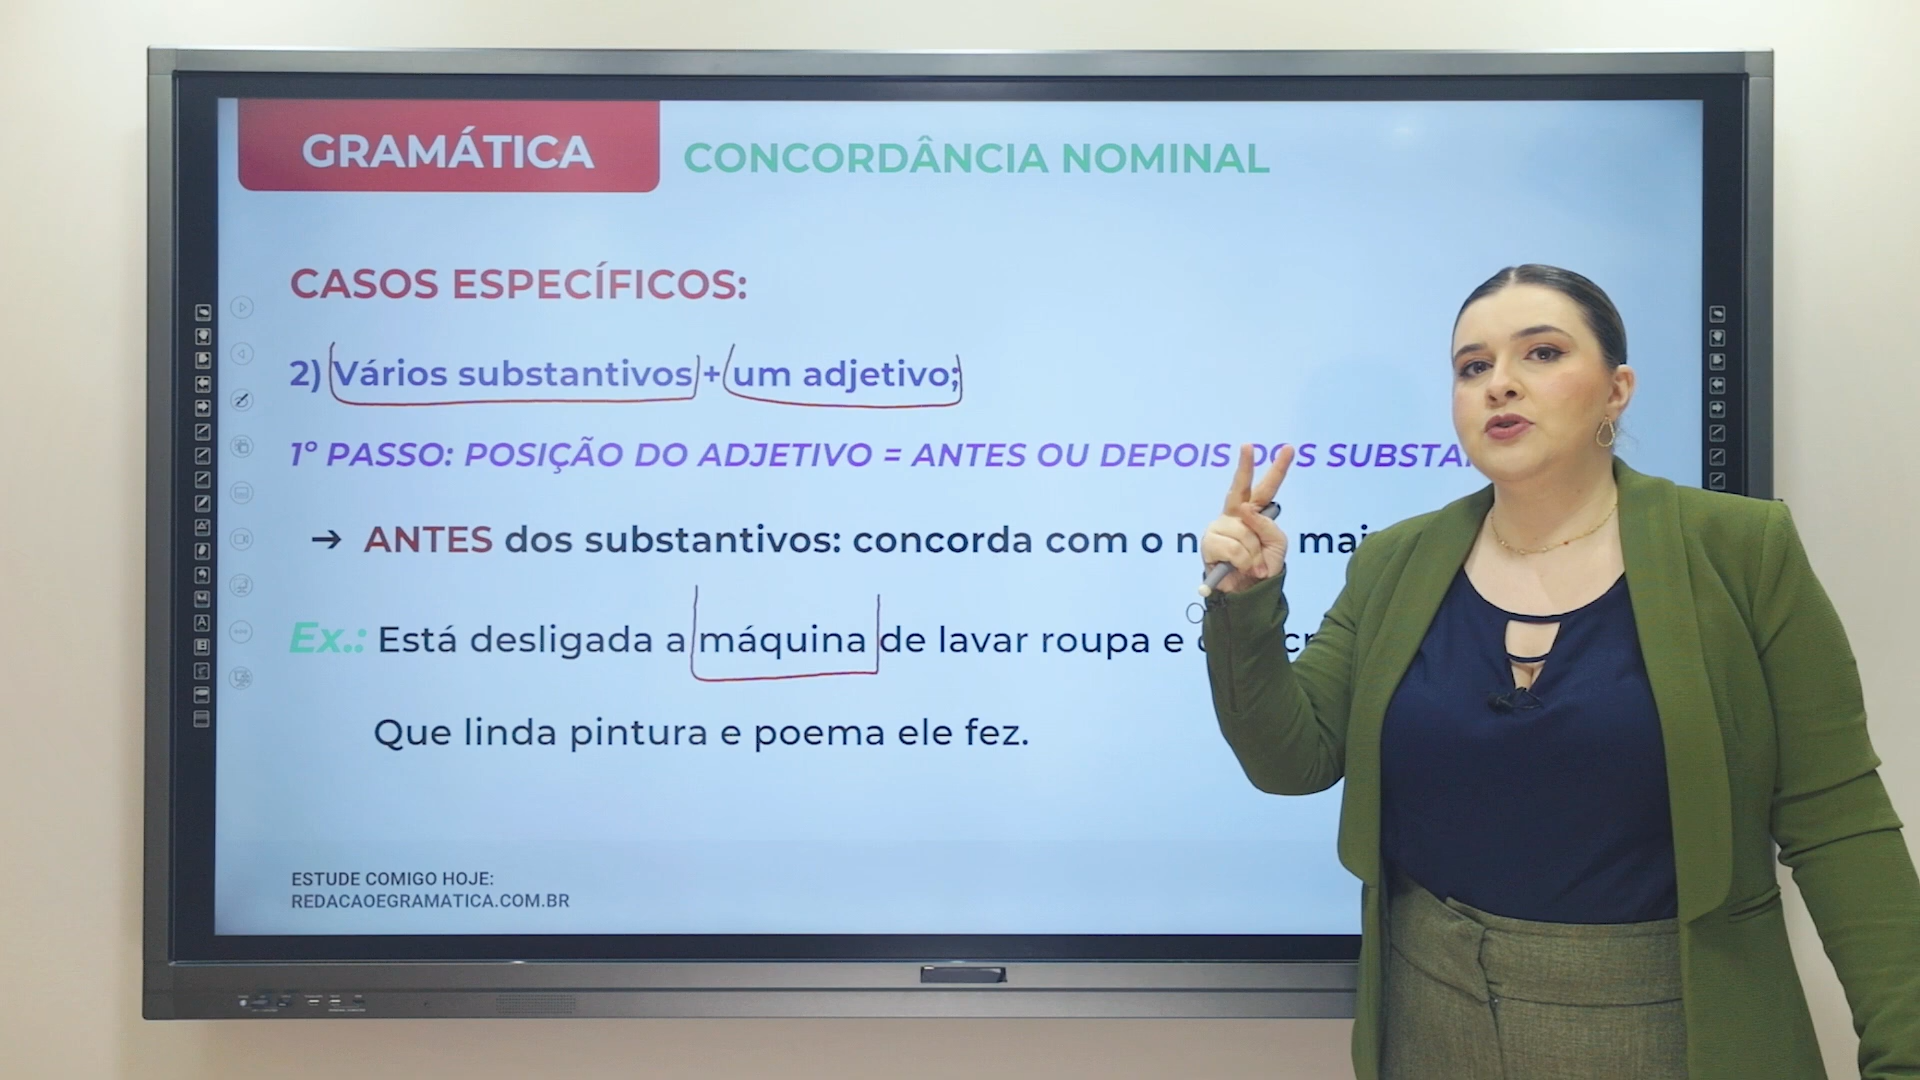 GRAMÁTICA
CONCORDÂNCIA NOMINAL
CASOS ESPECÍFICOS:
2) Vários substantivos + um adjetivo;
1º PASSO: POSIÇÃO DO ADJETIVO = ANTES OU DEPOIS DOS
➔ ANTES dos substantivos: concorda com o
Ex.: Está desligada a máquina de lavar roupa e
Que linda pintura e poema ele fez.
ESTUDE COMIGO HOJE:
REDACAOEGRAMATICA.COM.BR